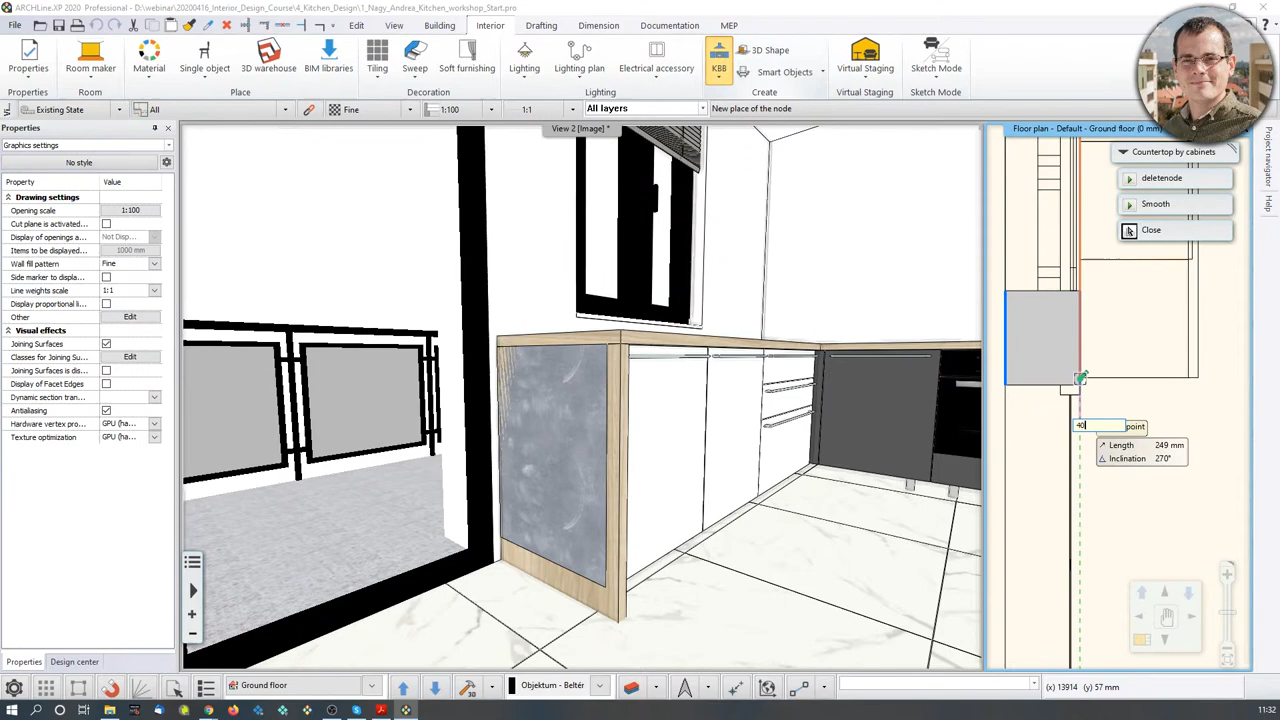 ARCHLine.XP 2020 Professional - D:\webinar\20200416_Interior_Design_Course\4_Kitchen_Design\1_Nagy_Andrea_Kitchen_workshop_Start.pro
Edit View Building Interior Drafting Dimension Documentation MEP
Properties Room maker Material Single object 3D warehouse BIM libraries Tiling Sweep Soft furnishing Lighting Lighting plan Electrical accessory KBB 3D Shape Smart Objects Virtual Staging Sketch Mode
Properties Room Place Decoration Lighting Create Virtual Staging Sketch Mode
Existing State All Fine 1:100 1:1 All layers New place of the node
Properties
Graphics settings
No style
Property Value
Drawing settings
Opening scale 1:100
Cut plane is activated...
Display of openings a... Not Disp...
Items to be displayed... 1000 mm
Wall fill pattern Fine
Side marker to displa...
Line weights scale 1:1
Display proportional li...
Other Edit
Visual effects
Joining Surfaces
Classes for Joining Su... Edit
Joining Surfaces is dis...
Display of Facet Edges
Dynamic section tran...
Antialiasing
Hardware vertex pro... GPU (ha...
Texture optimization GPU (ha...
View 2 [Image] *
Floor plan - Default - Ground floor (0 mm)
Countertop by cabinets
deletenode
Smooth
Close
40 point
Length 249 mm
Inclination 270°
Project navigator
Help
Properties Design center
Ground floor
Objektum - Beltér
(x) 13914 (y) 57 mm
11:32